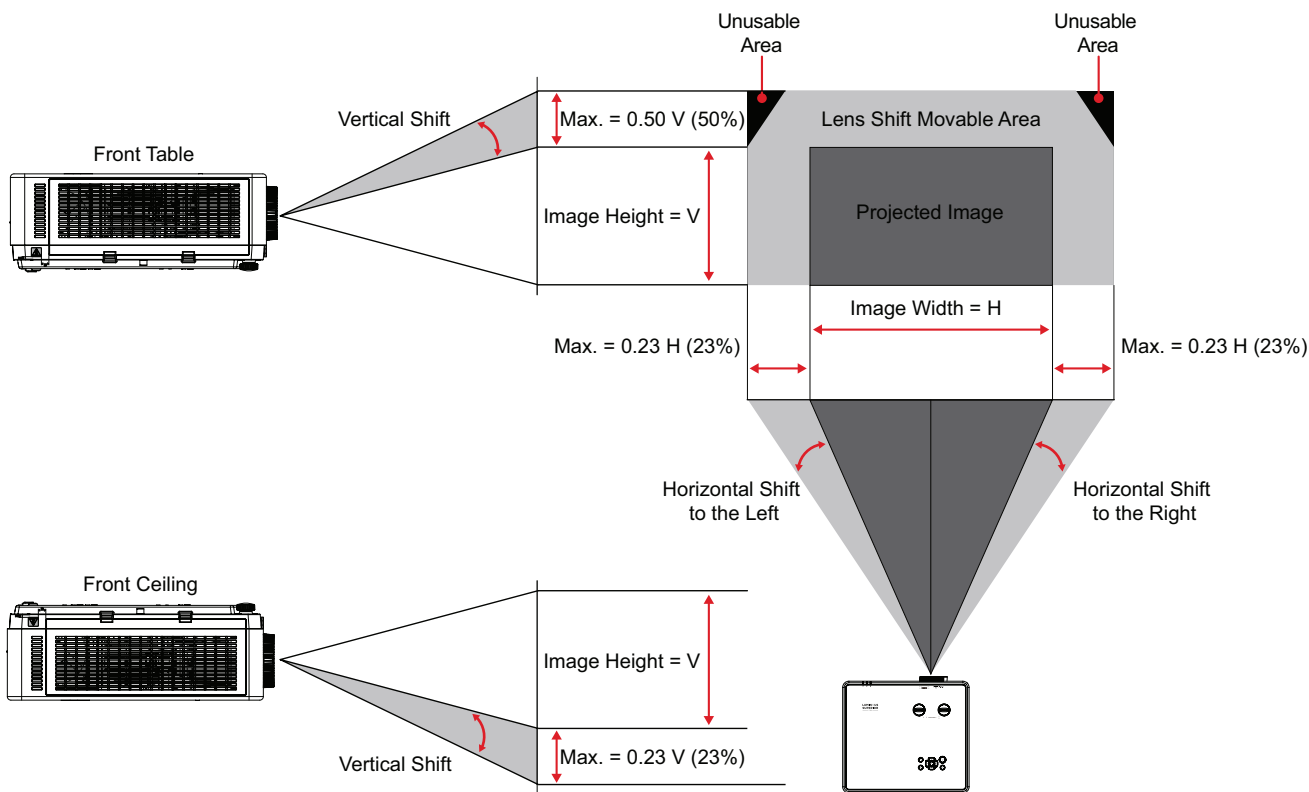 Unusable
Area
Unusable
Area
Vertical Shift
Max. = 0.50 V (50%)
Lens Shift Movable Area
Front Table
Image Height = V
Projected Image
Image Width = H
Max. = 0.23 H (23%)
Max. = 0.23 H (23%)
Horizontal Shift
to the Left
Horizontal Shift
to the Right
Front Ceiling
Image Height = V
Vertical Shift
Max. = 0.23 V (23%)